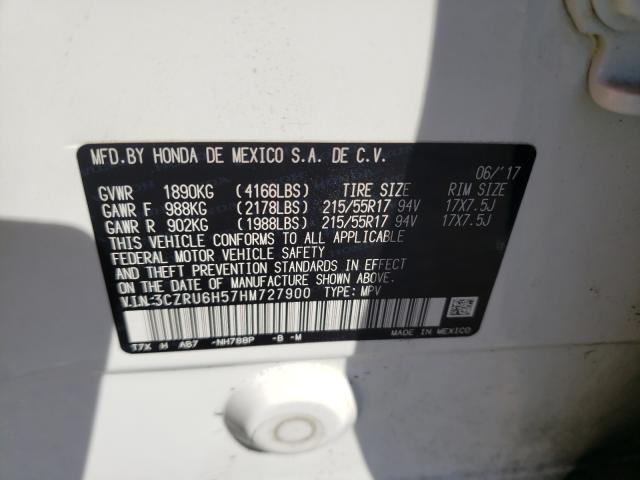 MFD.BY HONDA DE MEXICO S.A. DE C.V.
06/'17
GVWR 1890KG (4166LBS) TIRE SIZE RIM SIZE
GAWR F 988KG (2178LBS) 215/55R17 94V 17X7.5J
GAWR R 902KG (1988LBS) 215/55R17 94V 17X7.5J
THIS VEHICLE CONFORMS TO ALL APPLICABLE
FEDERAL MOTOR VEHICLE SAFETY
AND THEFT PREVENTION STANDARDS IN EFFECT
ON THE DATE OF MANUFACTURE SHOWN ABOVE.
V.I.N:3CZRU6H57HM727900 TYPE: MPV
T7X H AB7 -NH788P -B -M
MADE IN MEXICO